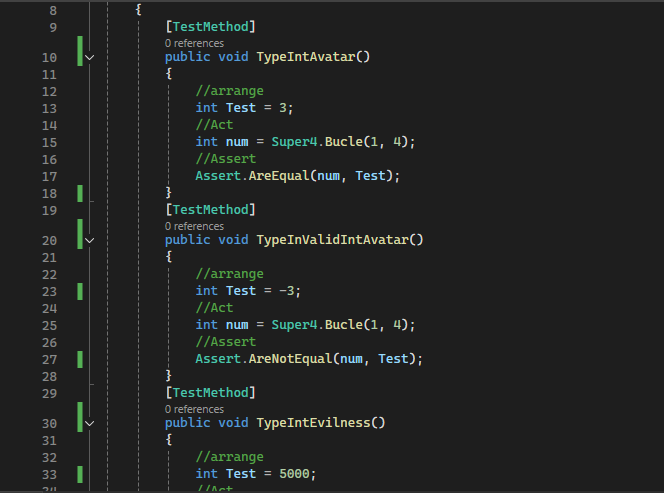 8 {
9 [TestMethod]
0 references
10 public void TypeIntAvatar()
11 {
12 //arrange
13 int Test = 3;
14 //Act
15 int num = Super4.Bucle(1, 4);
16 //Assert
17 Assert.AreEqual(num, Test);
18 }
19 [TestMethod]
0 references
20 public void TypeInValidIntAvatar()
21 {
22 //arrange
23 int Test = -3;
24 //Act
25 int num = Super4.Bucle(1, 4);
26 //Assert
27 Assert.AreNotEqual(num, Test);
28 }
29 [TestMethod]
0 references
30 public void TypeIntEvilness()
31 {
32 //arrange
33 int Test = 5000;
34 //Act